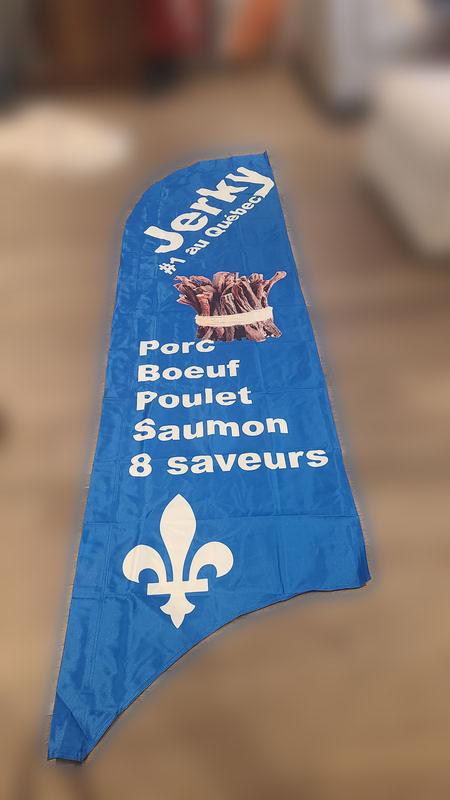 Jerky
#1 au Québec
Porc
Boeuf
Poulet
Saumon
8 saveurs